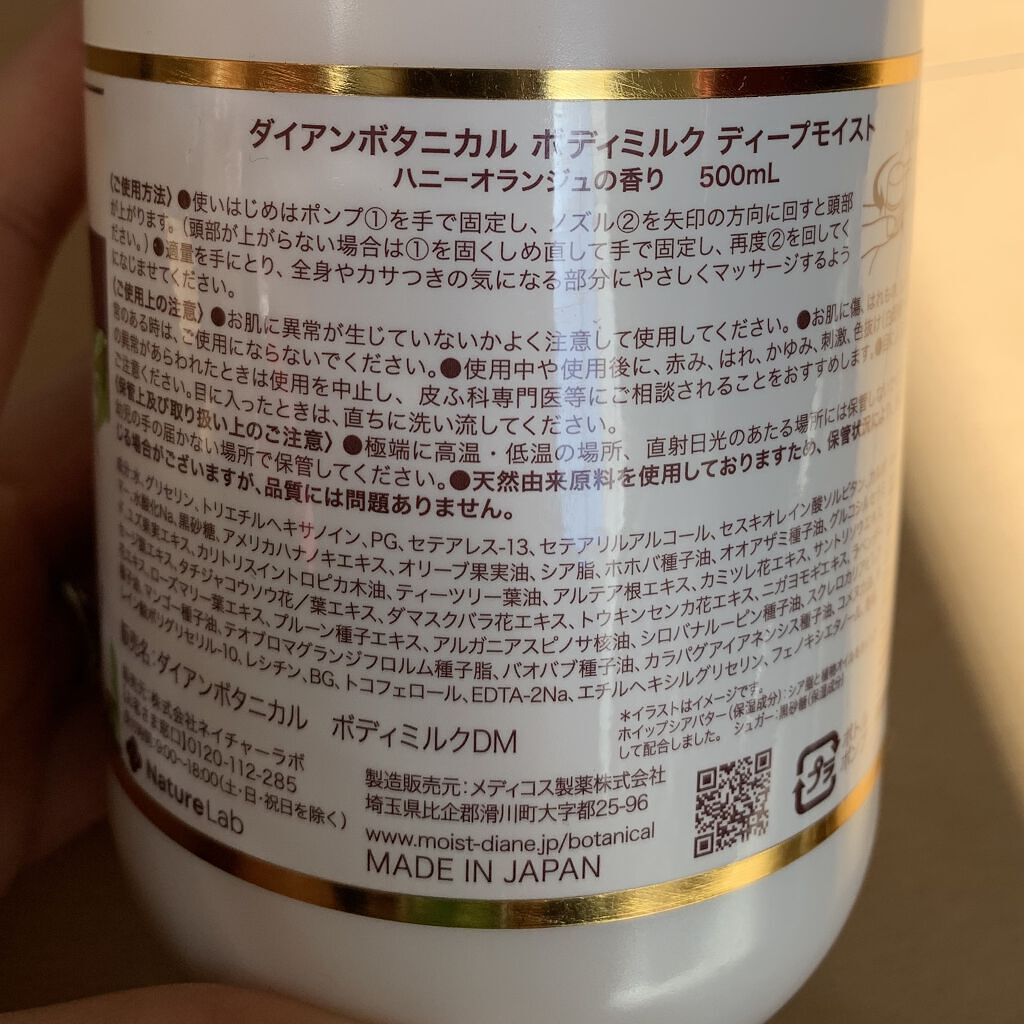 ダイアンボタニカル ボディミルク ディープモイスト
ハニーオランジュの香り 500mL
《ご使用方法》●使いはじめはポンプ①を手で固定し、ノズル②を矢印の方向に回すと頭部
が上がります。（頭部が上がらない場合は①を固くしめ直して手で固定し、再度②を回してく
ださい。）●適量を手にとり、全身やカサつきの気になる部分にやさしくマッサージするよう
になじませてください。
《ご使用上の注意》●お肌に異常が生じていないかよく注意して使用してください。●お肌に傷、はれもの
常のある時は、ご使用にならないでください。●使用中や使用後に、赤み、はれ、かゆみ、刺激、色抜け
の異常があらわれたときは使用を中止し、皮ふ科専門医等にご相談されることをおすすめします。
ご注意ください。目に入ったときは、直ちに洗い流してください。
《保管上及び取り扱い上のご注意》●極端に高温・低温の場所、直射日光のあたる場所には保管しな
幼児の手の届かない場所で保管してください。●天然由来原料を使用しておりますため、保管状況によ
じる場合がございますが、品質には問題ありません。
水、グリセリン、トリエチルヘキサノイン、PG、セテアレス-13、セテアリルアルコール、セスキオレイン酸ソルビタン、
水酸化Na、黒砂糖、アメリカハナノキエキス、オリーブ果実油、シア脂、ホホバ種子油、オオアザミ種子油、
ユズ果実エキス、カリトリスイントロピカ木油、ティーツリー葉油、アルテア根エキス、カミツレ花エキス、
タチジャコウソウ花／葉エキス、ダマスクバラ花エキス、トウキンセンカ花エキス、ニガヨモギエキス、
ローズマリー葉エキス、プルーン種子エキス、アルガニアスピノサ核油、シロバナルーピン種子油、
マンゴー種子油、テオブロマグランジフロルム種子脂、バオバブ種子油、カラパグアイアネンシス種子油、
ポリグリセリル-10、レシチン、BG、トコフェロール、EDTA-2Na、エチルヘキシルグリセリン、フェノキシエタノール、
販売名：ダイアンボタニカル ボディミルクDM
＊イラストはイメージです。
ホイップシアバター（保湿成分）：シア脂と
して配合しました。 シュガー：黒砂糖（保湿成分）
株式会社ネイチャーラボ
0120-112-285
9:00～18:00（土・日・祝日を除く）
NatureLab
製造販売元：メディコス製薬株式会社
埼玉県比企郡滑川町大字都25-96
www.moist-diane.jp/botanical
MADE IN JAPAN
プラ